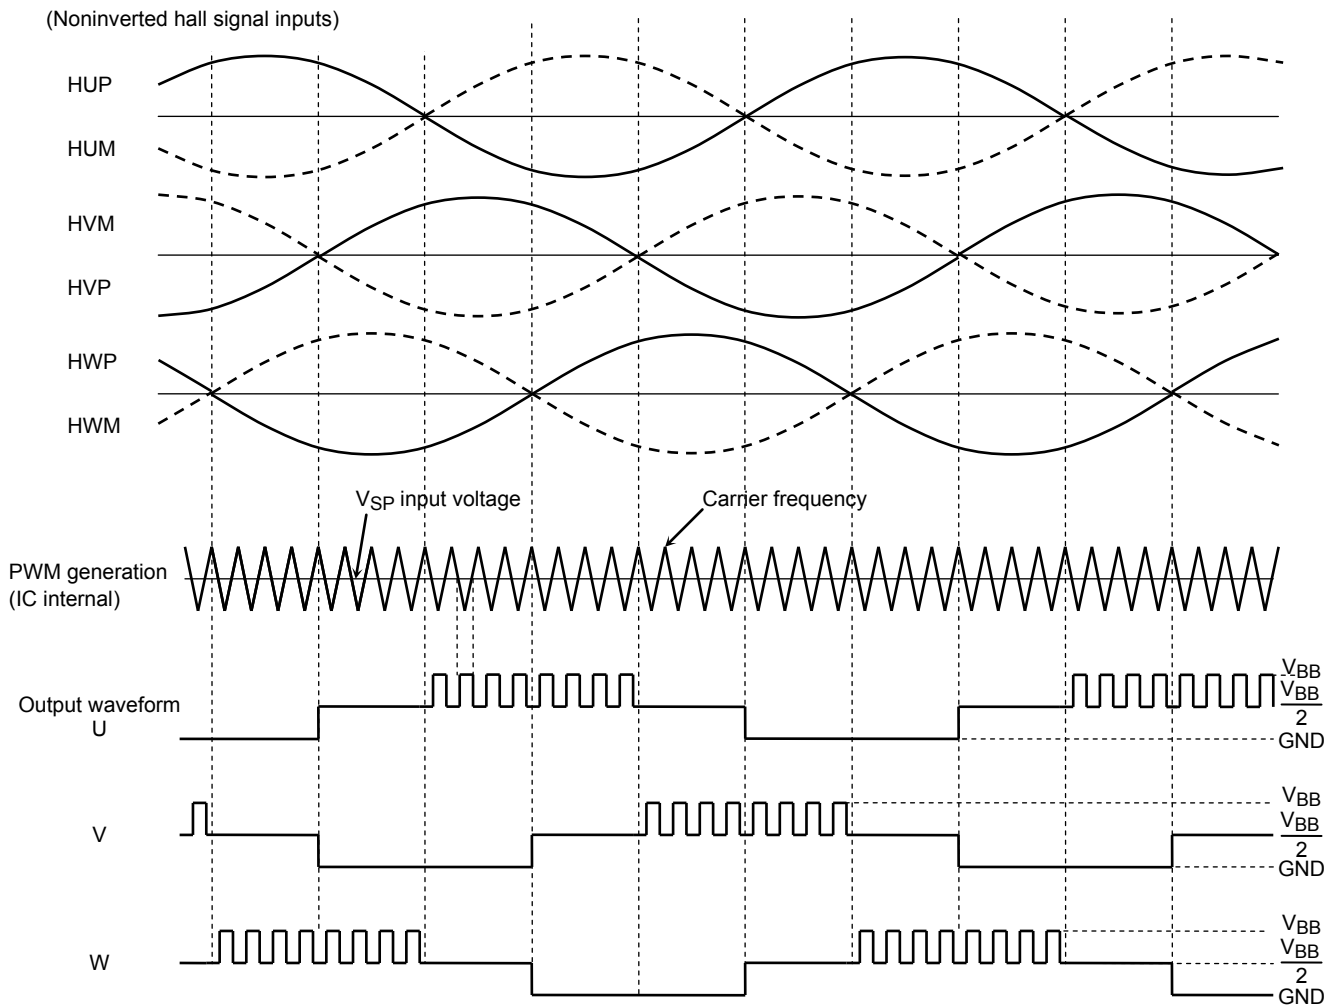 (Noninverted hall signal inputs)
HUP
HUM
HVM
HVP
HWP
HWM
VSP input voltage
Carrier frequency
PWM generation
(IC internal)
Output waveform
U
VBB
VBB
2
GND
V
VBB
VBB
2
GND
W
VBB
VBB
2
GND